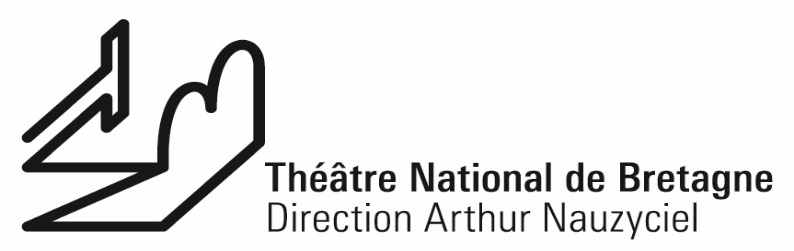 Théâtre National de Bretagne
Direction Arthur Nauzyciel